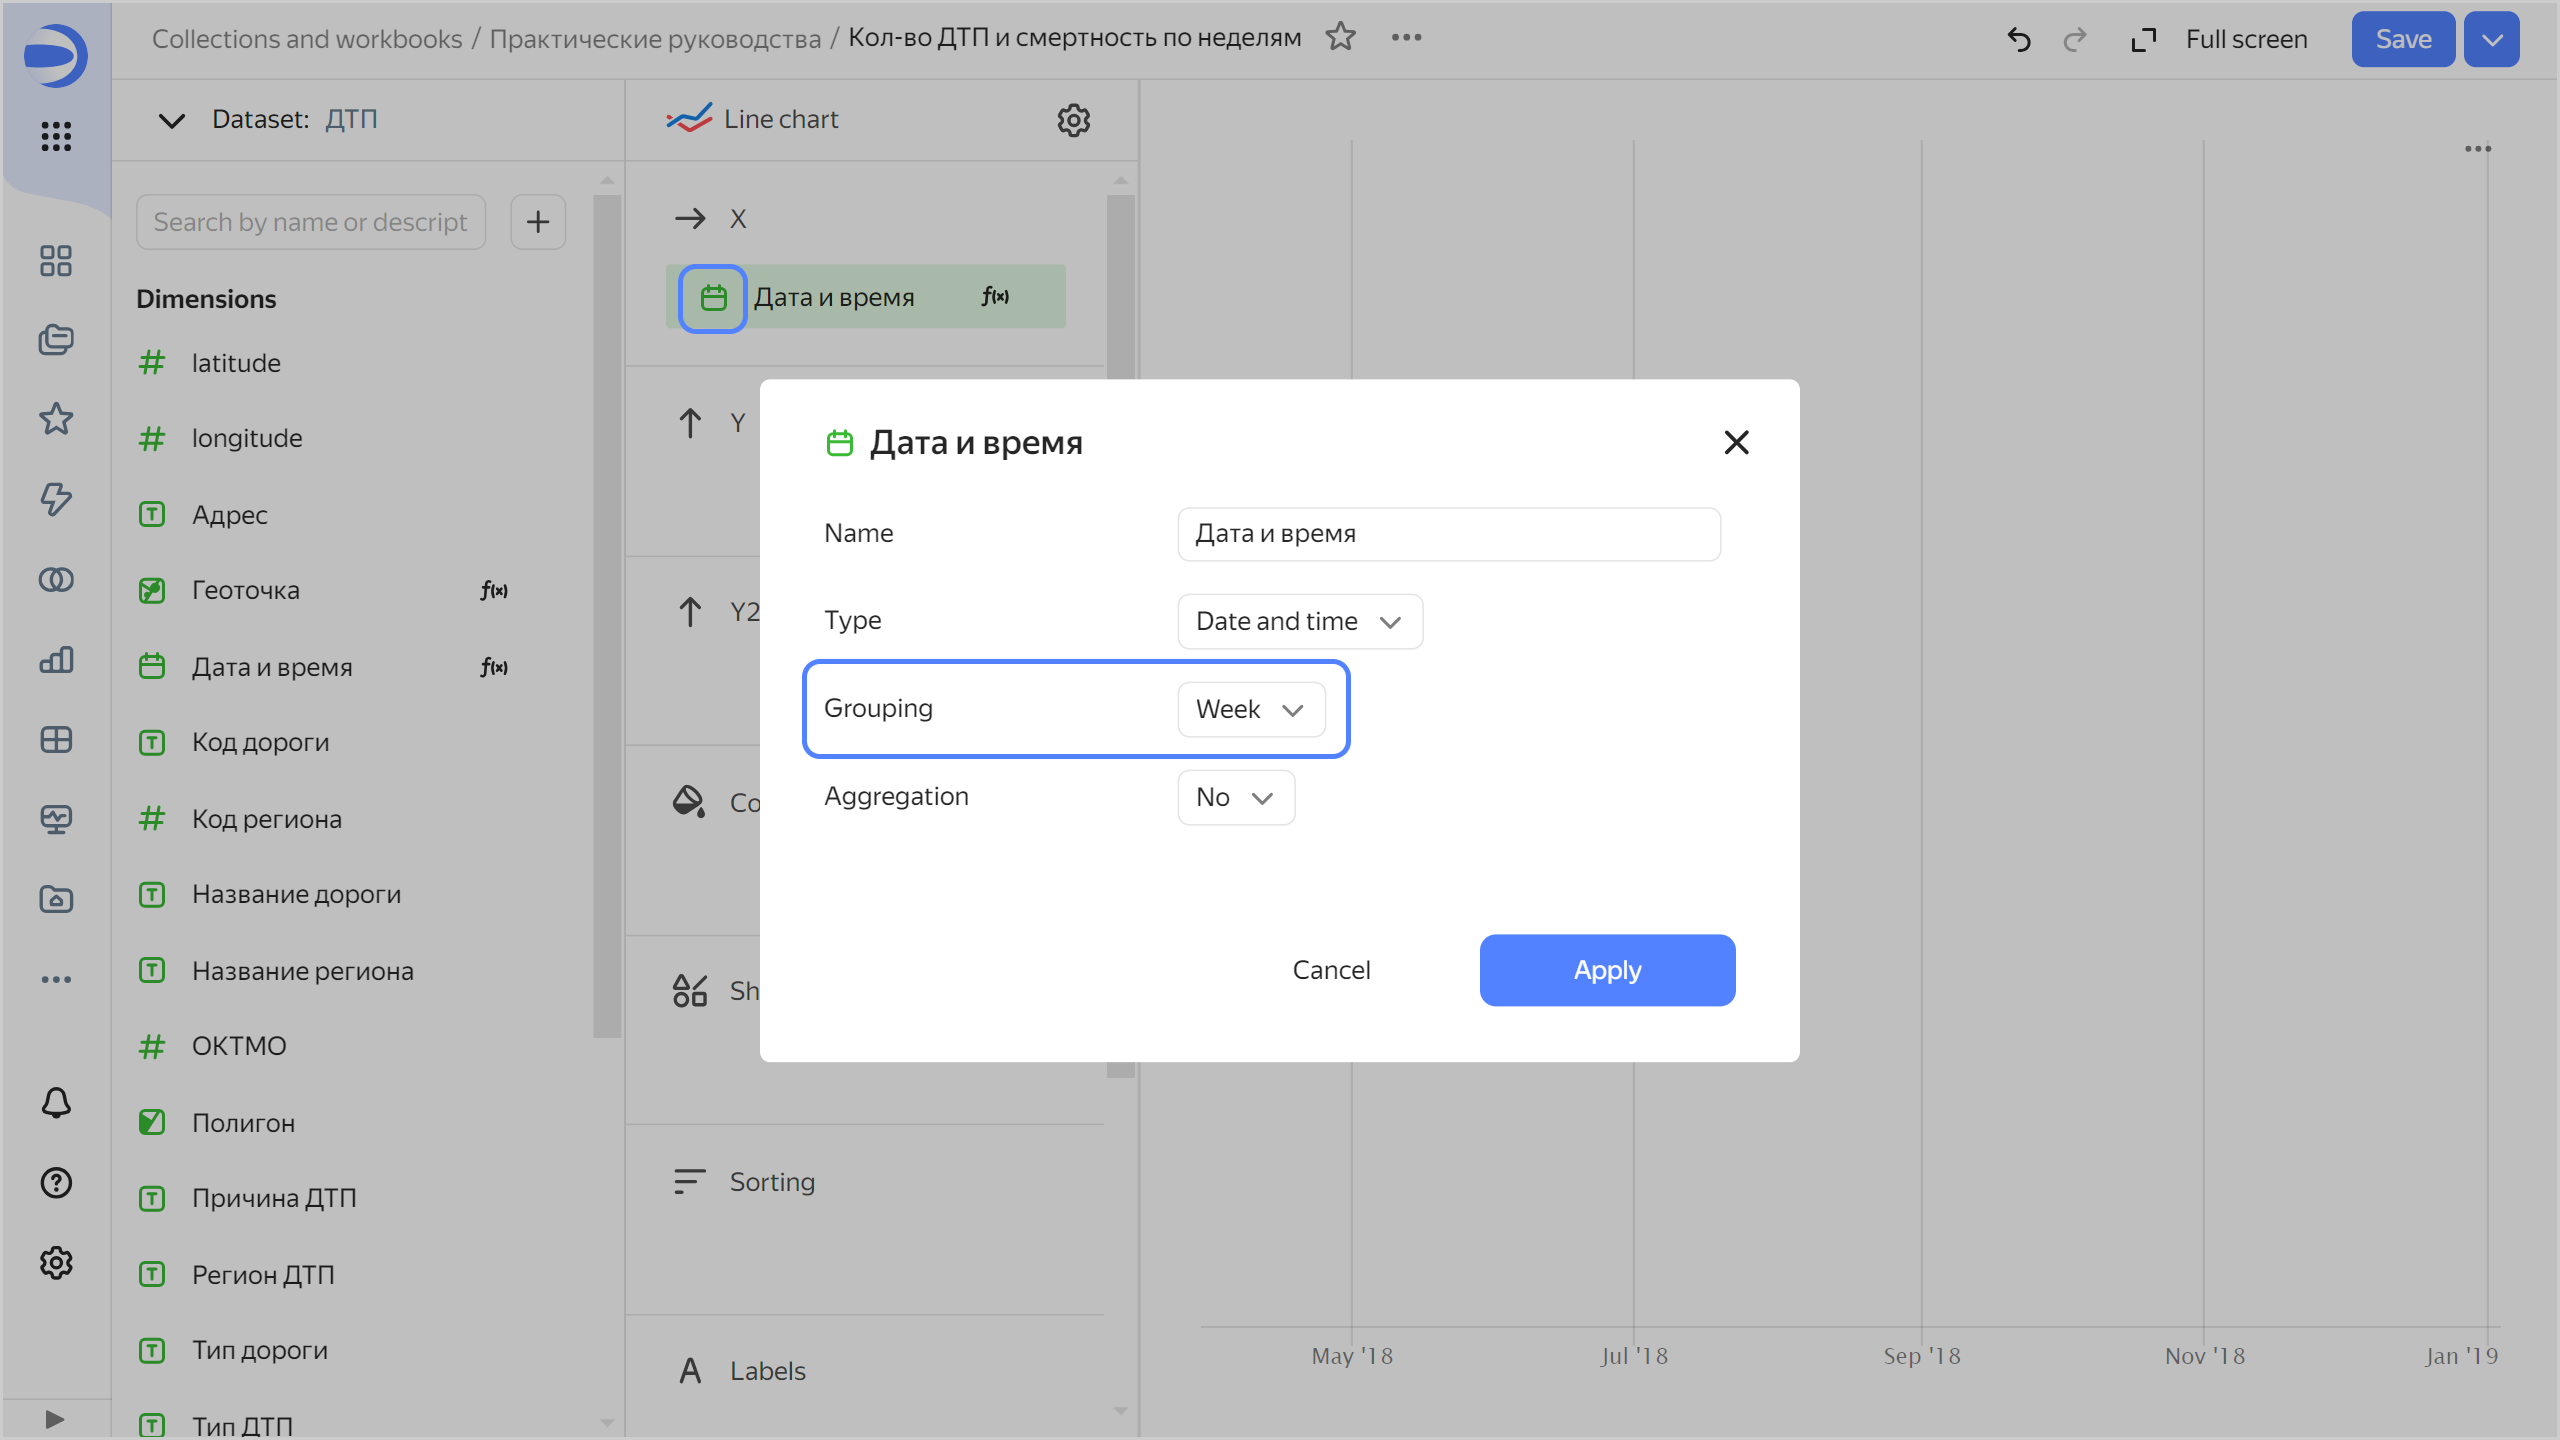 Collections and workbooks / Практические руководства / Кол-во ДТП и смертность по неделям
Full screen
Save
Dataset: ДТП
Search by name or descript
Dimensions
latitude
longitude
Адрес
Геоточка f(x)
Дата и время f(x)
Код дороги
Код региона
Название дороги
Название региона
ОКТМО
Полигон
Причина ДТП
Регион ДТП
Тип дороги
Тип ДТП
Line chart
X
Дата и время f(x)
Y
Y2
Co
Sh
Sorting
Labels
Дата и время
Name Дата и время
Type Date and time
Grouping Week
Aggregation No
Cancel Apply
May '18 Jul '18 Sep '18 Nov '18 Jan '19